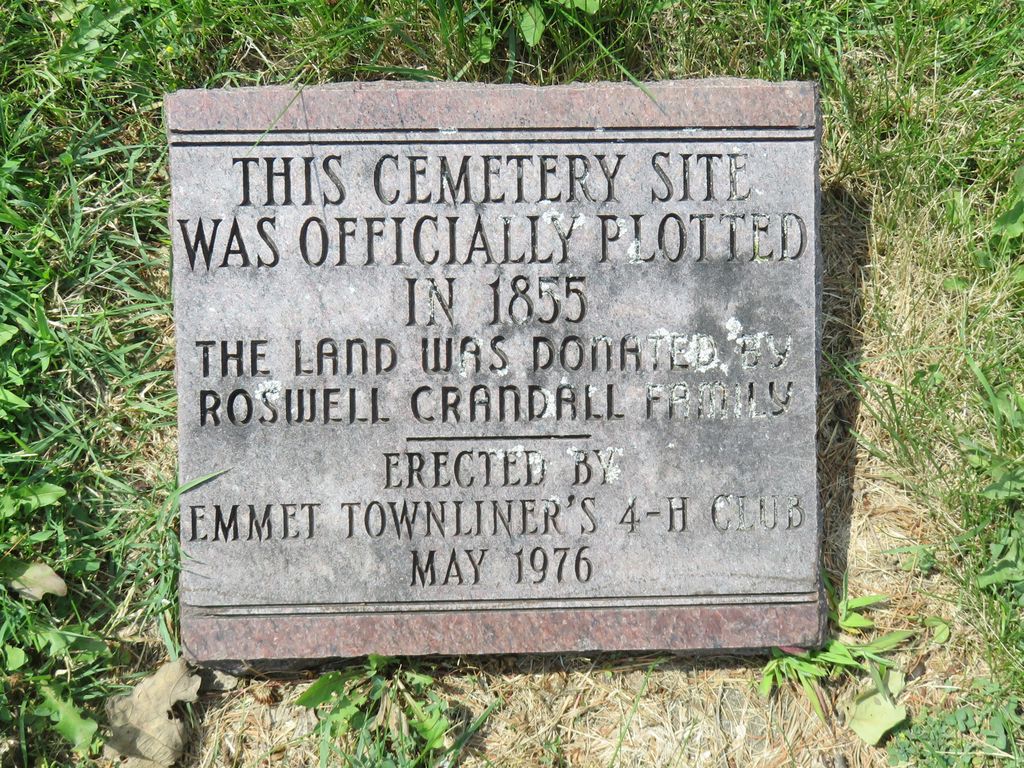 THIS CEMETERY SITE
WAS OFFICIALLY PLOTTED
IN 1855
THE LAND WAS DONATED BY
ROSWELL CRANDALL FAMILY
ERECTED BY
EMMET TOWNLINER'S 4-H CLUB
MAY 1976